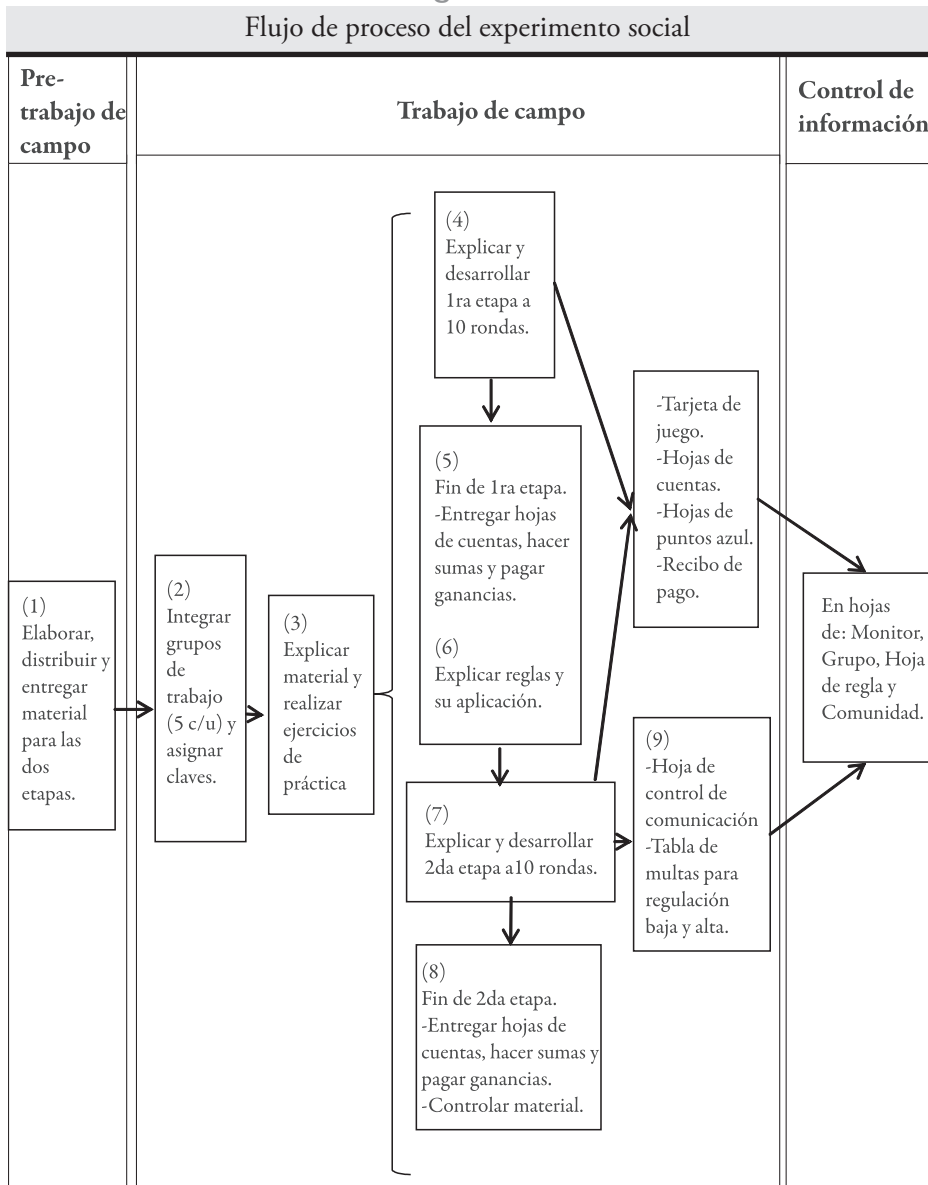 Flujo de proceso del experimento social
Pre-
trabajo de
campo
Trabajo de campo
Control de
información
(1)
Elaborar,
distribuir y
entregar
material
para las
dos
etapas.
(2)
Integrar
grupos
de
trabajo
(5 c/u) y
asignar
claves.
(3)
Explicar
material y
realizar
ejercicios
de
práctica
(4)
Explicar y
desarrollar
1ra etapa a
10 rondas.
(5)
Fin de 1ra etapa.
-Entregar hojas
de cuentas, hacer
sumas y pagar
ganancias.
(6)
Explicar reglas y
su aplicación.
(7)
Explicar y desarrollar
2da etapa a10 rondas.
(8)
Fin de 2da etapa.
-Entregar hojas de
cuentas, hacer sumas y
pagar ganancias.
-Controlar material.
-Tarjeta de
juego.
-Hojas de
cuentas.
-Hojas de
puntos azul.
-Recibo de
pago.
(9)
-Hoja de
control de
comunicación
-Tabla de
multas para
regulación
baja y alta.
En hojas
de: Monitor,
Grupo, Hoja
de regla y
Comunidad.